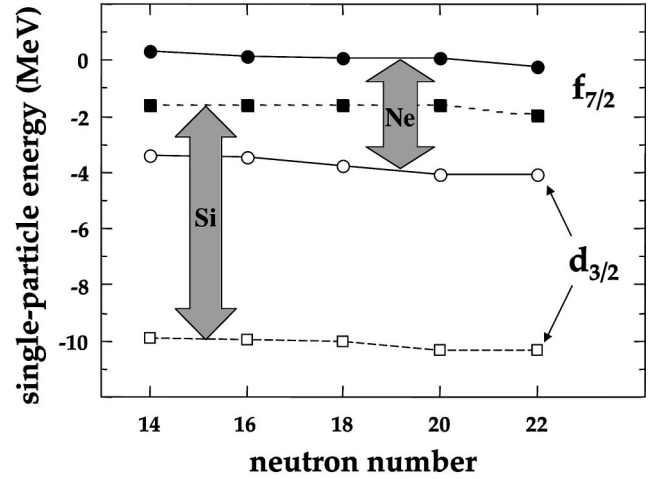 single-particle energy (MeV)
0
-2
-4
-6
-8
-10
f7/2
Ne
Si
d3/2
14 16 18 20 22
neutron number